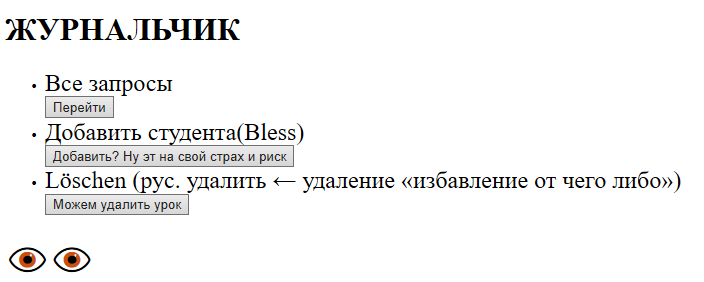 ЖУРНАЛЬЧИК
Все запросы
Перейти
Добавить студента(Bless)
Добавить? Ну эт на свой страх и риск
Löschen (рус. удалить ← удаление «избавление от чего либо»)
Можем удалить урок